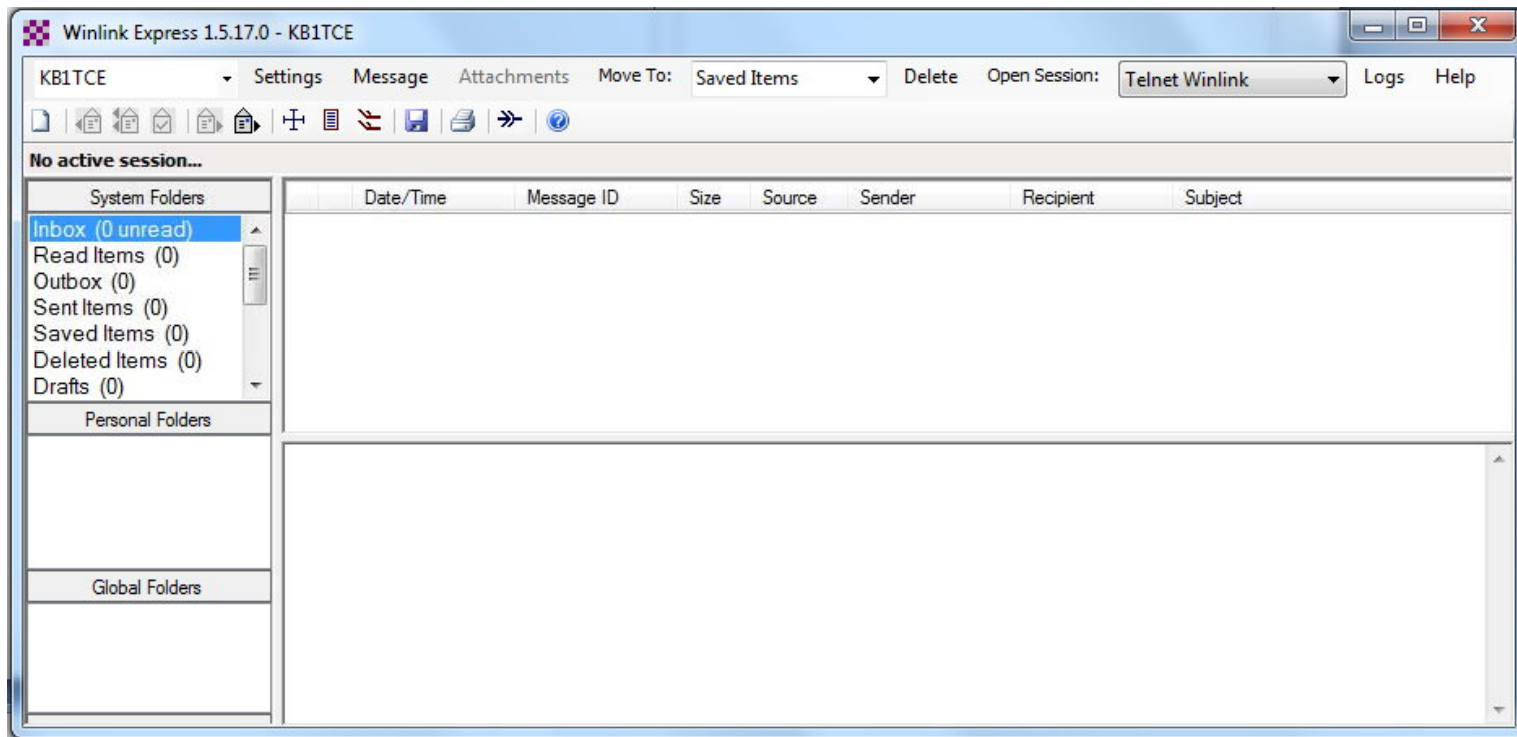 Winlink Express 1.5.17.0 - KB1TCE
KB1TCE Settings Message Attachments Move To: Saved Items Delete Open Session: Telnet Winlink Logs Help
No active session...
System Folders
Inbox (0 unread)
Read Items (0)
Outbox (0)
Sent Items (0)
Saved Items (0)
Deleted Items (0)
Drafts (0)
Personal Folders
Global Folders
Date/Time Message ID Size Source Sender Recipient Subject